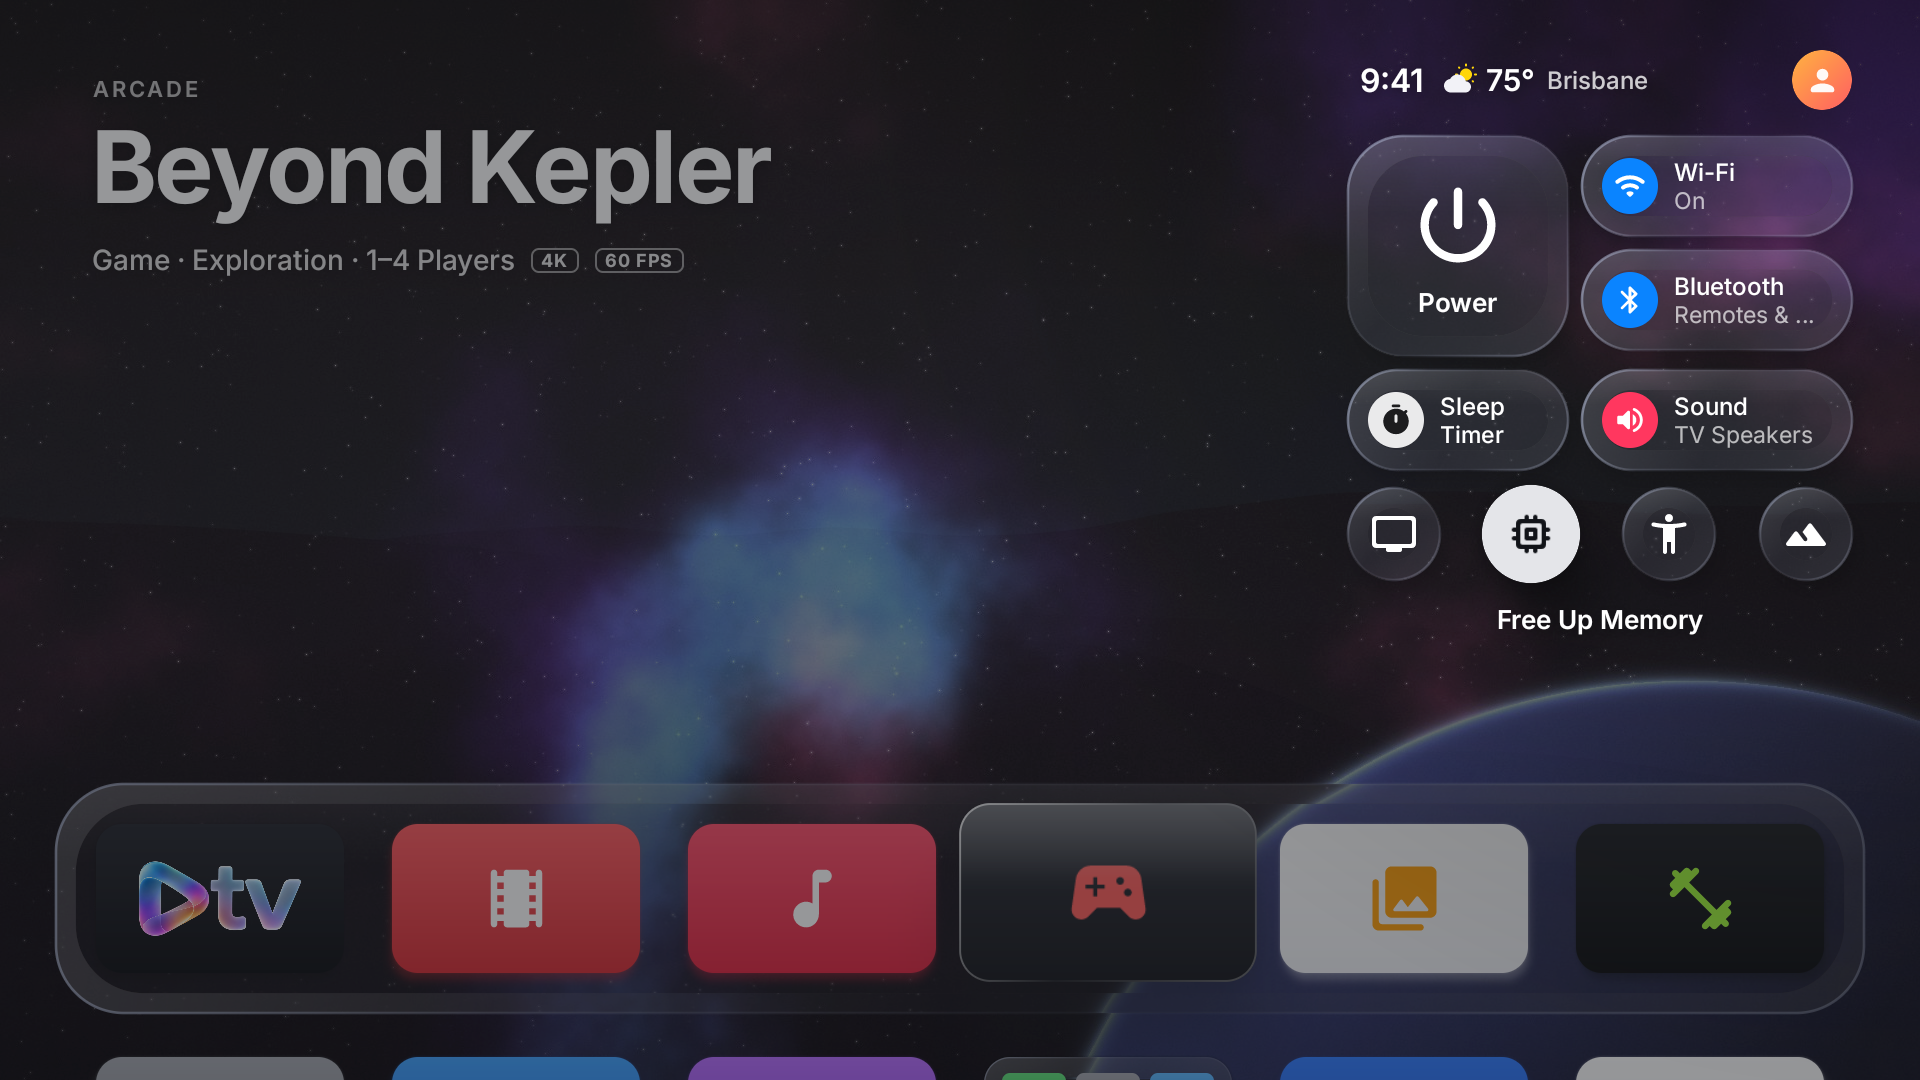 ARCADE
Beyond Kepler
Game · Exploration · 1–4 Players 4K 60 FPS
9:41 75° Brisbane
Power
Wi-Fi
On
Bluetooth
Remotes & ...
Sleep
Timer
Sound
TV Speakers
Free Up Memory
tv